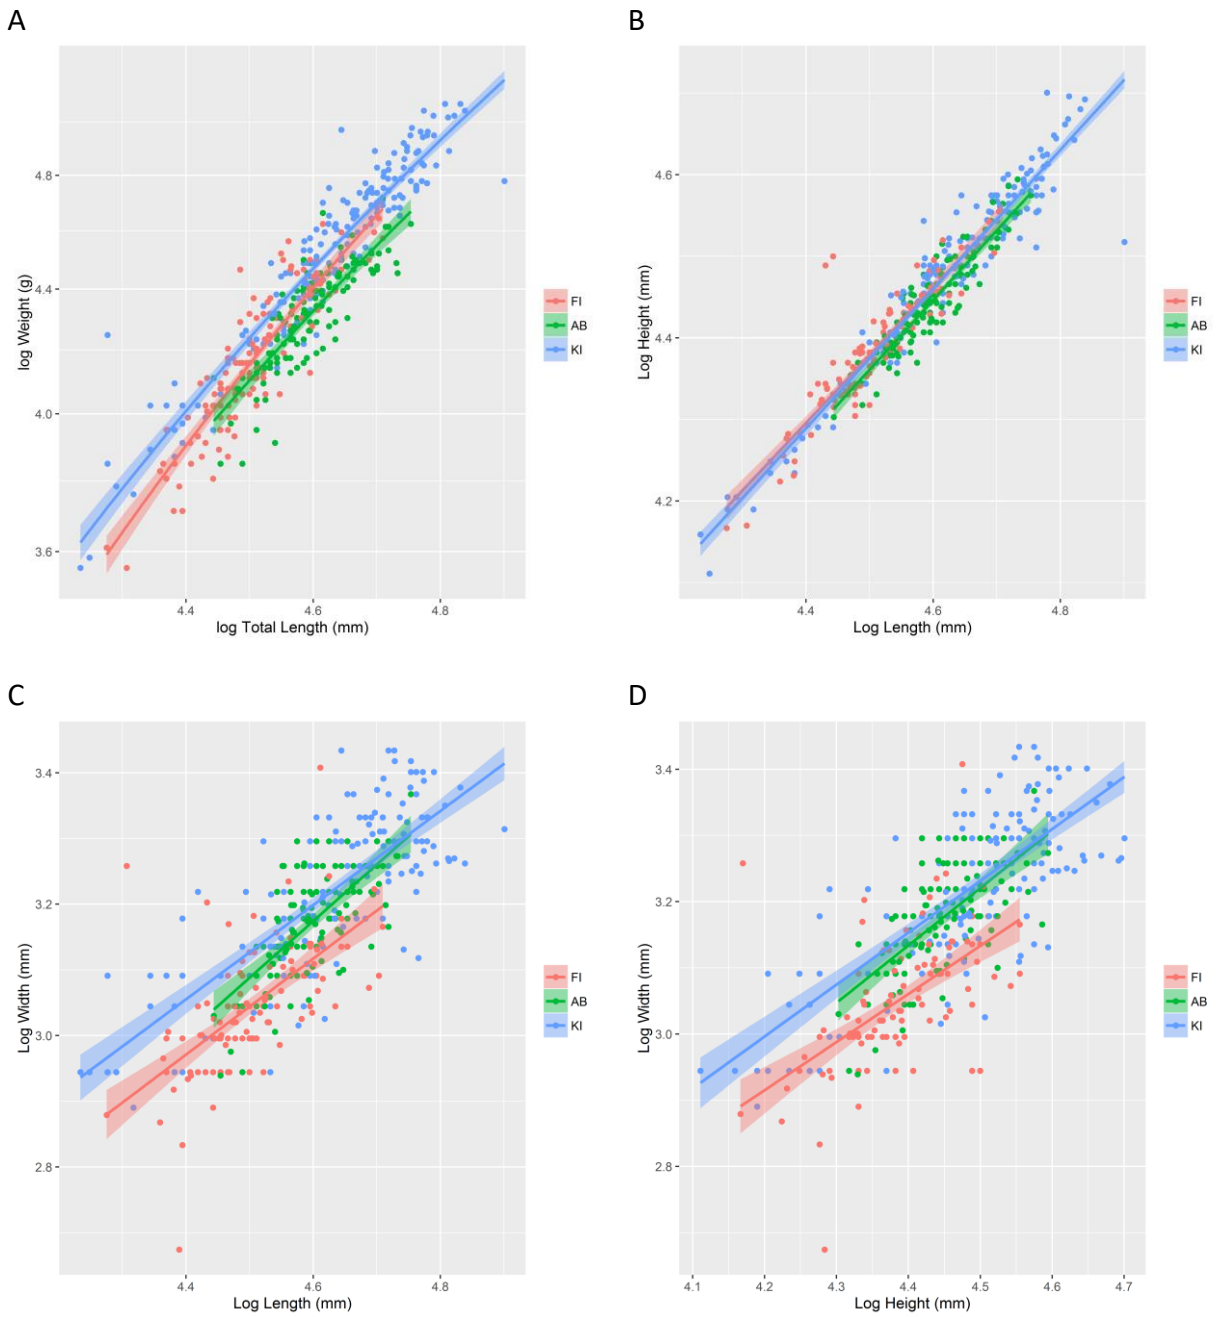 A
log Weight (g)
4.8
4.4
4.0
3.6
4.4 4.6 4.8
log Total Length (mm)
FI
AB
KI
B
Log Height (mm)
4.6
4.4
4.2
4.4 4.6 4.8
Log Length (mm)
FI
AB
KI
C
Log Width (mm)
3.4
3.2
3.0
2.8
4.4 4.6 4.8
Log Length (mm)
FI
AB
KI
D
Log Width (mm)
3.4
3.2
3.0
2.8
4.1 4.2 4.3 4.4 4.5 4.6 4.7
Log Height (mm)
FI
AB
KI